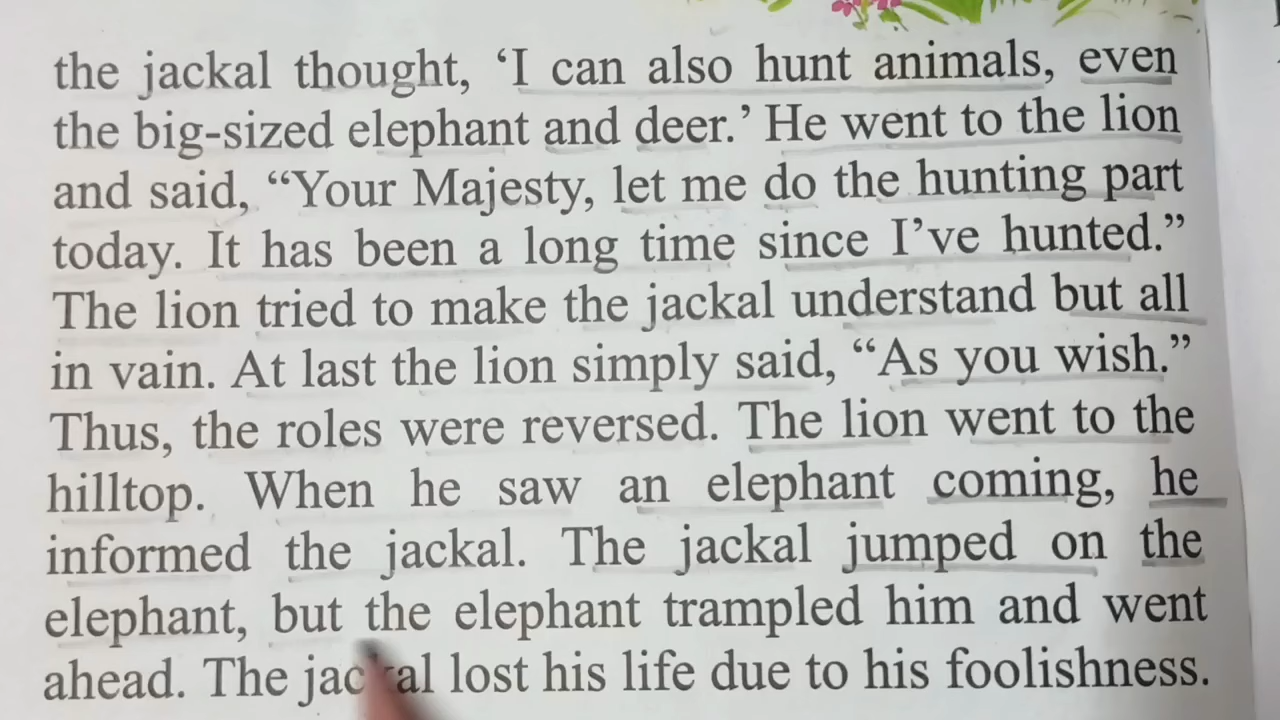 the jackal thought, ‘I can also hunt animals, even
the big-sized elephant and deer.’ He went to the lion
and said, “Your Majesty, let me do the hunting part
today. It has been a long time since I’ve hunted.”
The lion tried to make the jackal understand but all
in vain. At last the lion simply said, “As you wish.”
Thus, the roles were reversed. The lion went to the
hilltop. When he saw an elephant coming, he
informed the jackal. The jackal jumped on the
elephant, but the elephant trampled him and went
ahead. The jackal lost his life due to his foolishness.